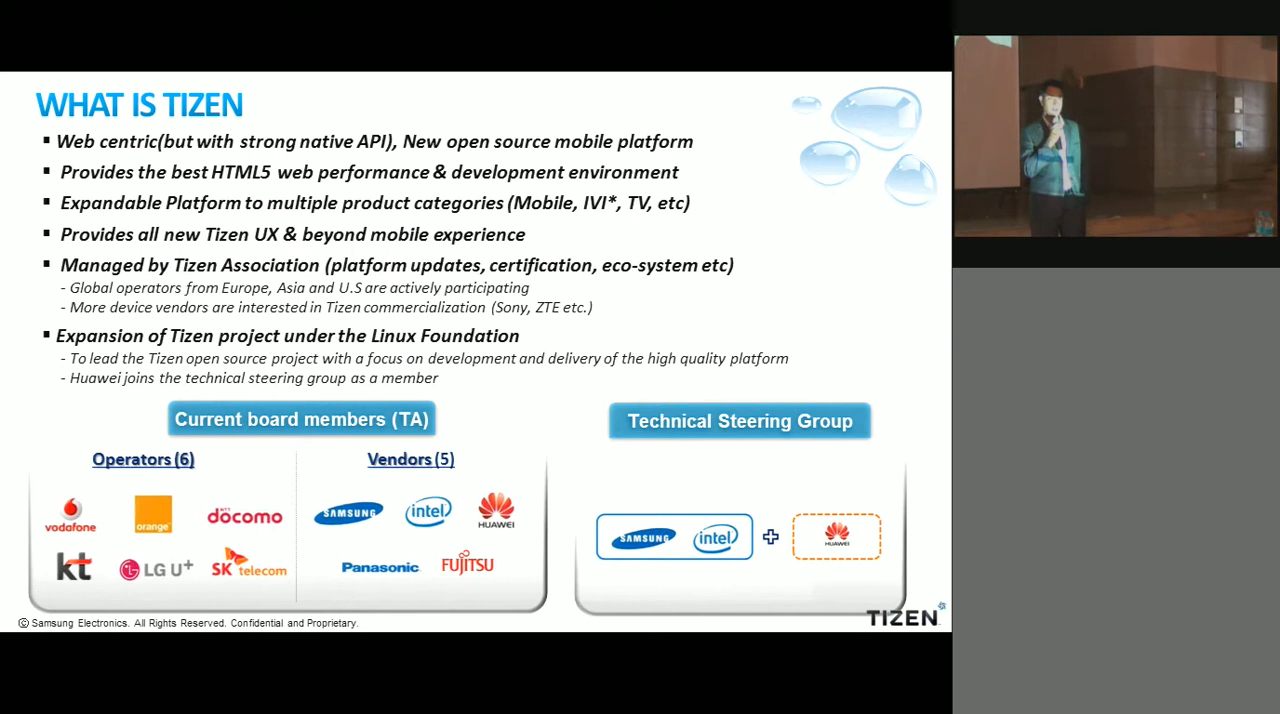 WHAT IS TIZEN
▪ Web centric(but with strong native API), New open source mobile platform
▪ Provides the best HTML5 web performance & development environment
▪ Expandable Platform to multiple product categories (Mobile, IVI*, TV, etc)
▪ Provides all new Tizen UX & beyond mobile experience
▪ Managed by Tizen Association (platform updates, certification, eco-system etc)
- Global operators from Europe, Asia and U.S are actively participating
- More device vendors are interested in Tizen commercialization (Sony, ZTE etc.)
▪ Expansion of Tizen project under the Linux Foundation
- To lead the Tizen open source project with a focus on development and delivery of the high quality platform
- Huawei joins the technical steering group as a member
Current board members (TA)
Operators (6)
vodafone
orange™
NTT
döcomo
kt
LG U+
SK telecom
Vendors (5)
SAMSUNG
intel
HUAWEI
Panasonic
FUJITSU
Technical Steering Group
SAMSUNG
intel
HUAWEI
© Samsung Electronics. All Rights Reserved. Confidential and Proprietary.
TIZEN™